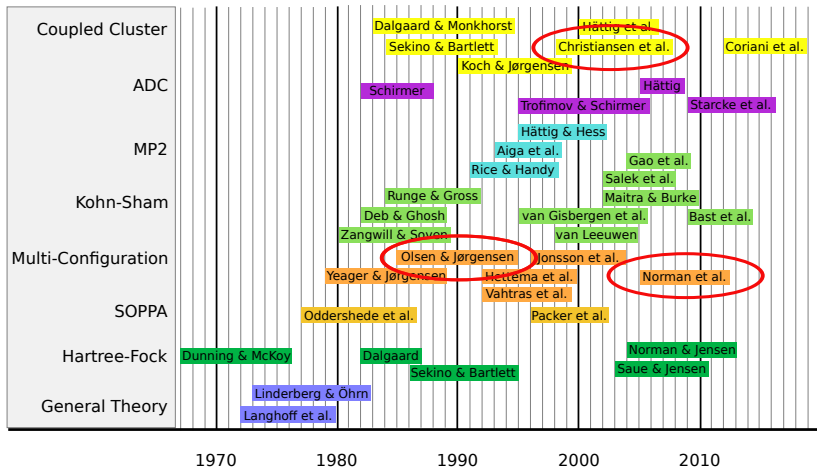 Coupled Cluster
Dalgaard & Monkhorst
Hättig et al.
Sekino & Bartlett
Christiansen et al.
Coriani et al.
Koch & Jørgensen
ADC
Schirmer
Hättig
Trofimov & Schirmer
Starcke et al.
MP2
Hättig & Hess
Aiga et al.
Rice & Handy
Kohn-Sham
Gao et al.
Salek et al.
Runge & Gross
Maitra & Burke
Deb & Ghosh
van Gisbergen et al.
Bast et al.
Zangwill & Soven
van Leeuwen
Multi-Configuration
Olsen & Jørgensen
Jonsson et al.
Yeager & Jørgensen
Hettema et al.
Norman et al.
Vahtras et al.
SOPPA
Oddershede et al.
Packer et al.
Hartree-Fock
Dunning & McKoy
Dalgaard
Norman & Jensen
Sekino & Bartlett
Saue & Jensen
General Theory
Linderberg & Öhrn
Langhoff et al.
1970 1980 1990 2000 2010